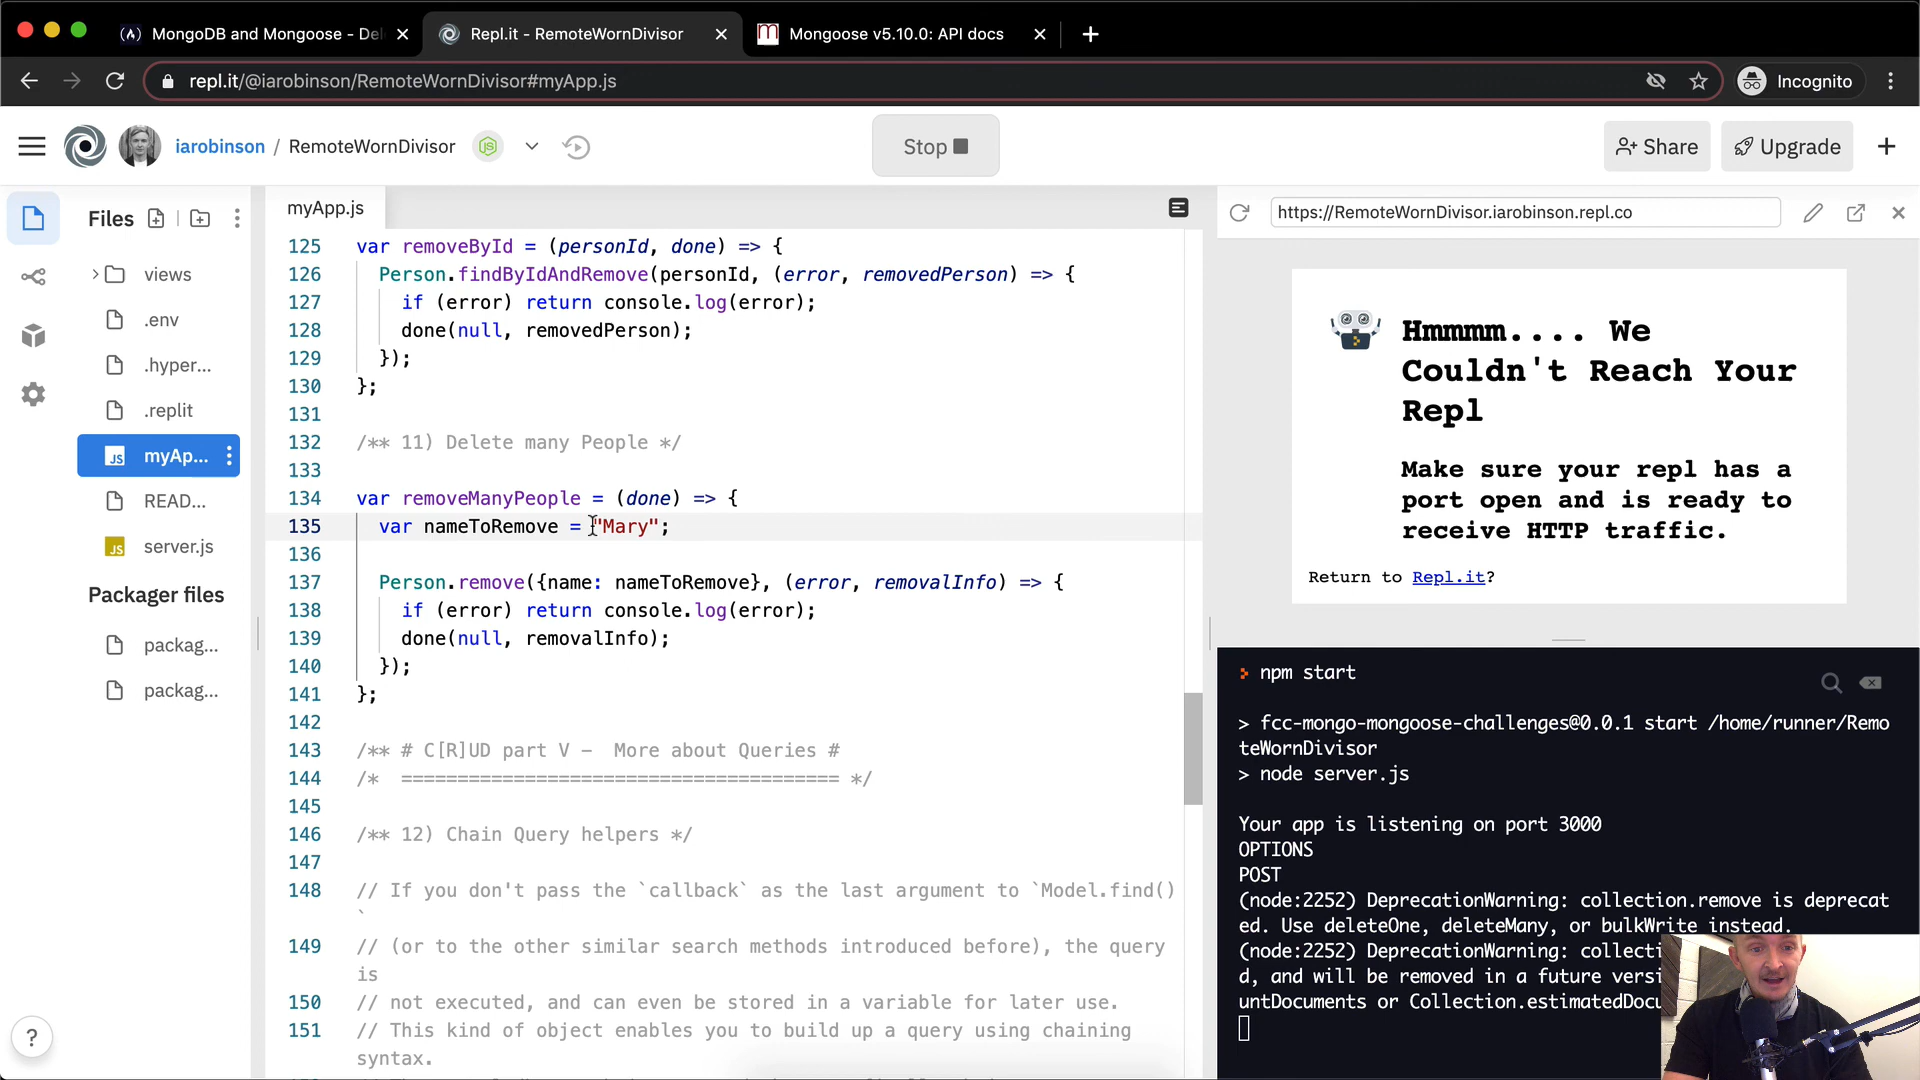 MongoDB and Mongoose - Del
Repl.it - RemoteWornDivisor
Mongoose v5.10.0: API docs
repl.it/@iarobinson/RemoteWornDivisor#myApp.js
Incognito
iarobinson / RemoteWornDivisor
Stop
Share
Upgrade
Files
views
.env
.hyper...
.replit
myAp...
READ...
server.js
Packager files
packag...
packag...
myApp.js
125 var removeById = (personId, done) => {
126 Person.findByIdAndRemove(personId, (error, removedPerson) => {
127 if (error) return console.log(error);
128 done(null, removedPerson);
129 });
130 };
131
132 /** 11) Delete many People */
133
134 var removeManyPeople = (done) => {
135 var nameToRemove = "Mary";
136
137 Person.remove({name: nameToRemove}, (error, removalInfo) => {
138 if (error) return console.log(error);
139 done(null, removalInfo);
140 });
141 };
142
143 /** # C[R]UD part V -  More about Queries #
144 /*  ======================================= */
145
146 /** 12) Chain Query helpers */
147
148 // If you don't pass the `callback` as the last argument to `Model.find()
`
149 // (or to the other similar search methods introduced before), the query
is
150 // not executed, and can even be stored in a variable for later use.
151 // This kind of object enables you to build up a query using chaining
syntax.
https://RemoteWornDivisor.iarobinson.repl.co
Hmmmm.... We
Couldn't Reach Your
Repl
Make sure your repl has a
port open and is ready to
receive HTTP traffic.
Return to Repl.it?
npm start
> fcc-mongo-mongoose-challenges@0.0.1 start /home/runner/Remo
teWornDivisor
> node server.js
Your app is listening on port 3000
OPTIONS
POST
(node:2252) DeprecationWarning: collection.remove is deprecat
ed. Use deleteOne, deleteMany, or bulkWrite instead.
(node:2252) DeprecationWarning: collecti
d, and will be removed in a future versi
untDocuments or Collection.estimatedDocu